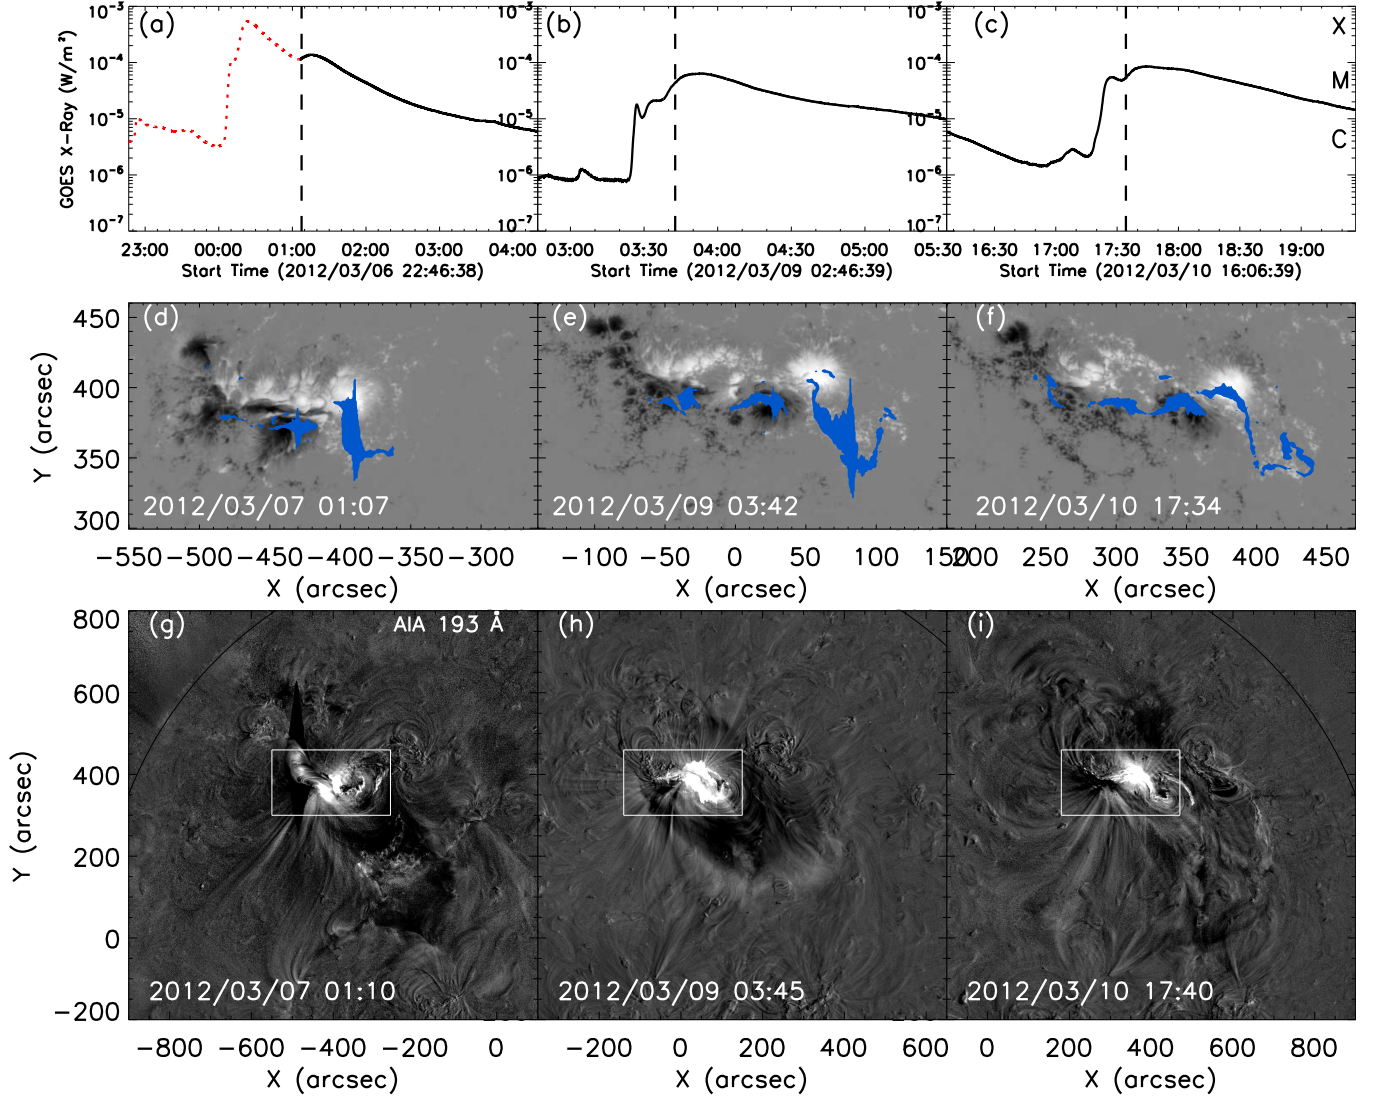 (a)
(b)
(c)
X
M
C
GOES X-Ray (W/m²)
10⁻³
10⁻⁴
10⁻⁵
10⁻⁶
10⁻⁷
10⁻³
10⁻⁴
10⁻⁵
10⁻⁶
10⁻⁷
10⁻³
10⁻⁴
10⁻⁵
10⁻⁶
10⁻⁷
23:00 00:00 01:00 02:00 03:00 04:00
03:00 03:30 04:00 04:30 05:00 05:30
16:30 17:00 17:30 18:00 18:30 19:00
Start Time (2012/03/06 22:46:38)
Start Time (2012/03/09 02:46:39)
Start Time (2012/03/10 16:06:39)
(d)
(e)
(f)
Y (arcsec)
450
400
350
300
2012/03/07 01:07
2012/03/09 03:42
2012/03/10 17:34
−550 −500 −450 −400 −350 −300
−100 −50 0 50 100 150
200 250 300 350 400 450
X (arcsec)
X (arcsec)
X (arcsec)
(g)
AIA 193 Å
(h)
(i)
Y (arcsec)
800
600
400
200
0
−200
2012/03/07 01:10
2012/03/09 03:45
2012/03/10 17:40
−800 −600 −400 −200 0
−200 0 200 400 600
0 200 400 600 800
X (arcsec)
X (arcsec)
X (arcsec)